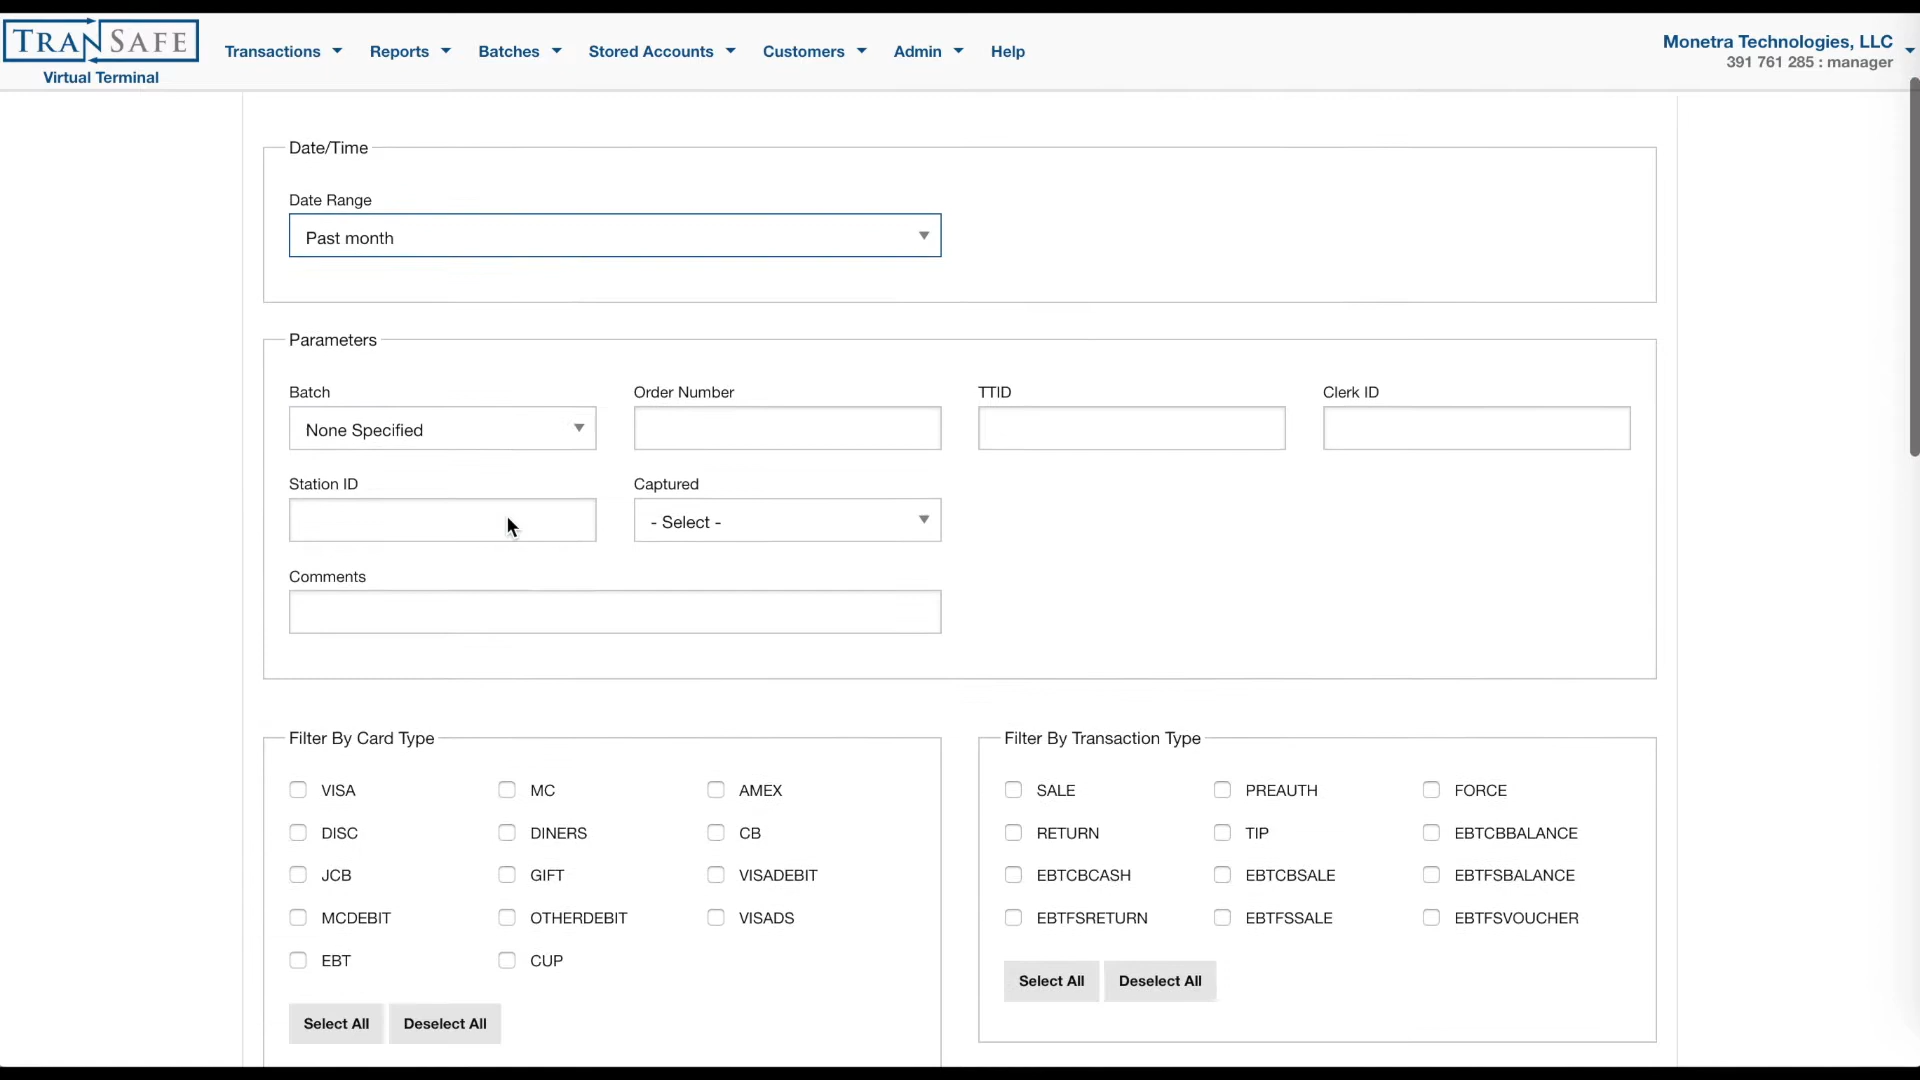 TRANSAFE
Virtual Terminal
Transactions Reports Batches Stored Accounts Customers Admin Help
Monetra Technologies, LLC
391 761 285 : manager
Date/Time
Date Range
Past month
Parameters
Batch Order Number TTID Clerk ID
None Specified
Station ID Captured
- Select -
Comments
Filter By Card Type
VISA MC AMEX
DISC DINERS CB
JCB GIFT VISADEBIT
MCDEBIT OTHERDEBIT VISADS
EBT CUP
Select All Deselect All
Filter By Transaction Type
SALE PREAUTH FORCE
RETURN TIP EBTCBBALANCE
EBTCBCASH EBTCBSALE EBTFSBALANCE
EBTFSRETURN EBTFSSALE EBTFSVOUCHER
Select All Deselect All